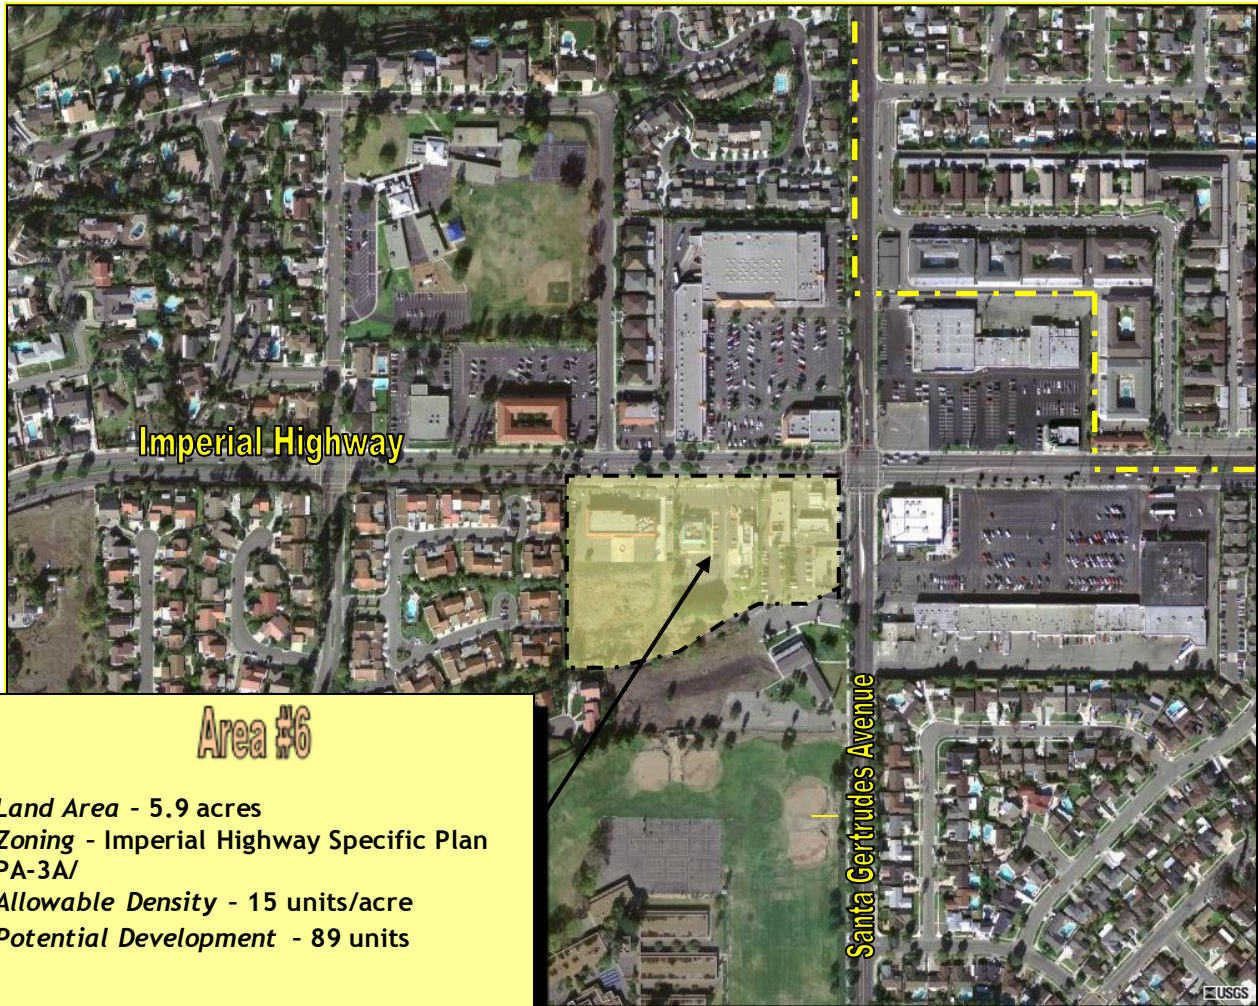 Imperial Highway
Santa Gertrudes Avenue
Area #6
Land Area - 5.9 acres
Zoning - Imperial Highway Specific Plan
PA-3A/
Allowable Density - 15 units/acre
Potential Development - 89 units
USGS